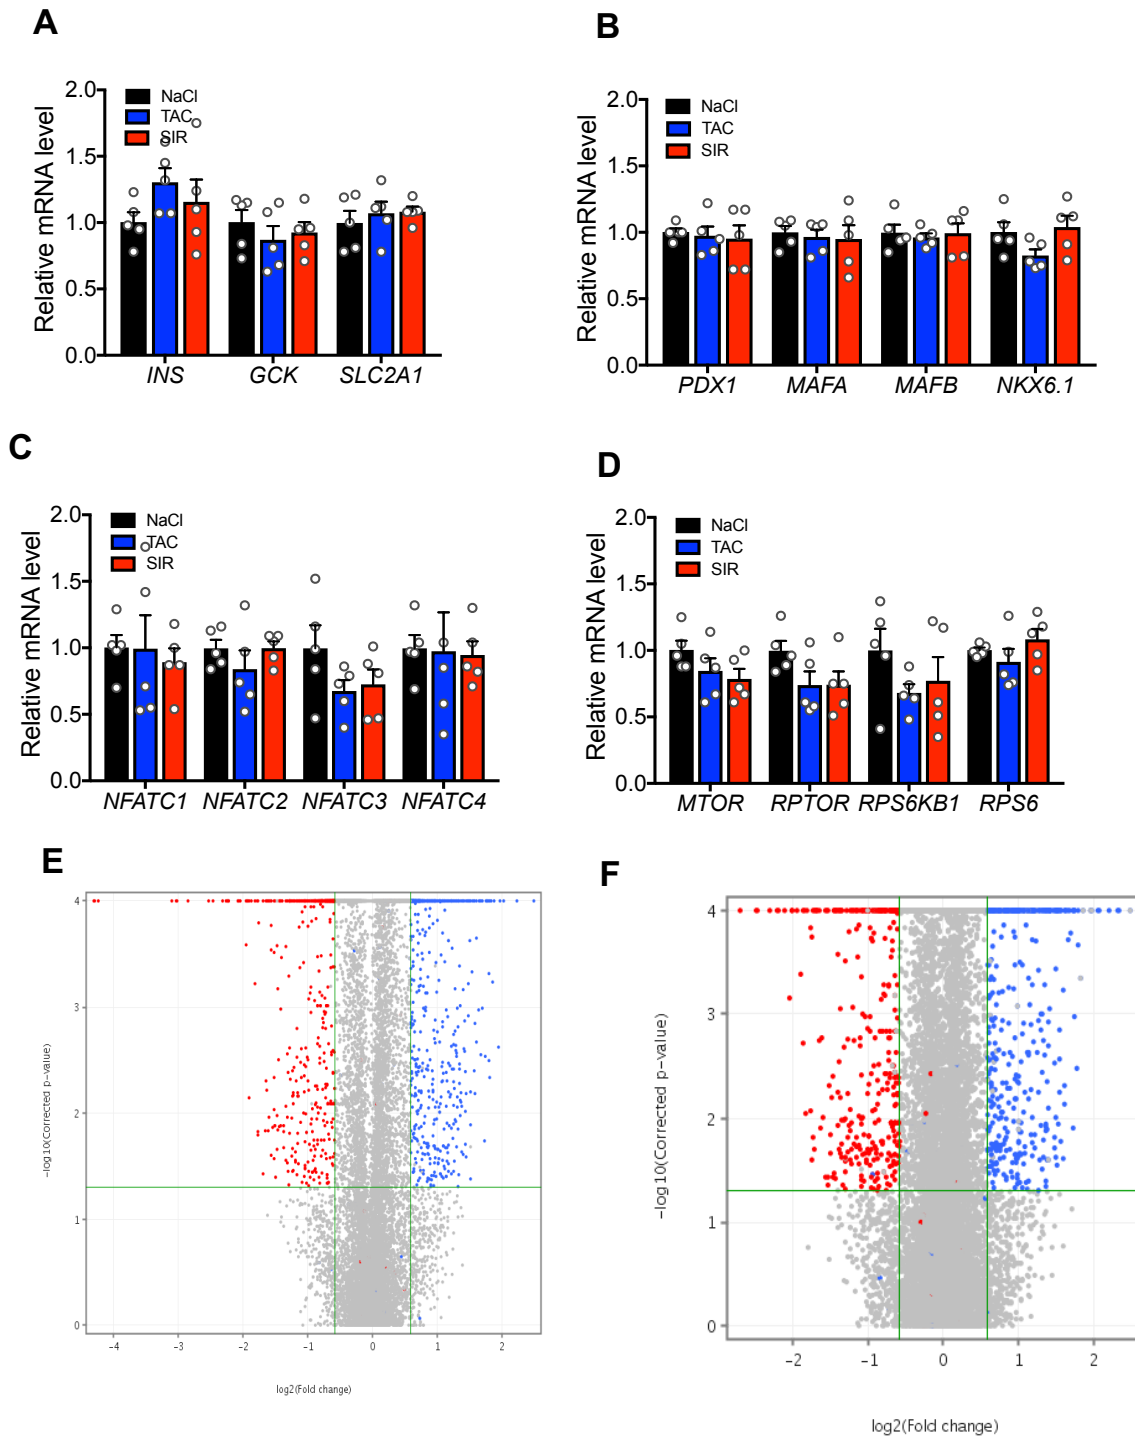 A
2.0
1.5
1.0
0.5
0.0
Relative mRNA level
NaCl
TAC
SIR
INS GCK SLC2A1
B
2.0
1.5
1.0
0.5
0.0
Relative mRNA level
NaCl
TAC
SIR
PDX1 MAFA MAFB NKX6.1
C
2.0
1.5
1.0
0.5
0.0
Relative mRNA level
NaCl
TAC
SIR
NFATC1 NFATC2 NFATC3 NFATC4
D
2.0
1.5
1.0
0.5
0.0
Relative mRNA level
NaCl
TAC
SIR
MTOR RPTOR RPS6KB1 RPS6
E
4
3
2
1
0
-log10(Corrected p-value)
-4 -3 -2 -1 0 1 2
log2(Fold change)
F
4
3
2
1
0
-log10(Corrected p-value)
-2 -1 0 1 2
log2(Fold change)